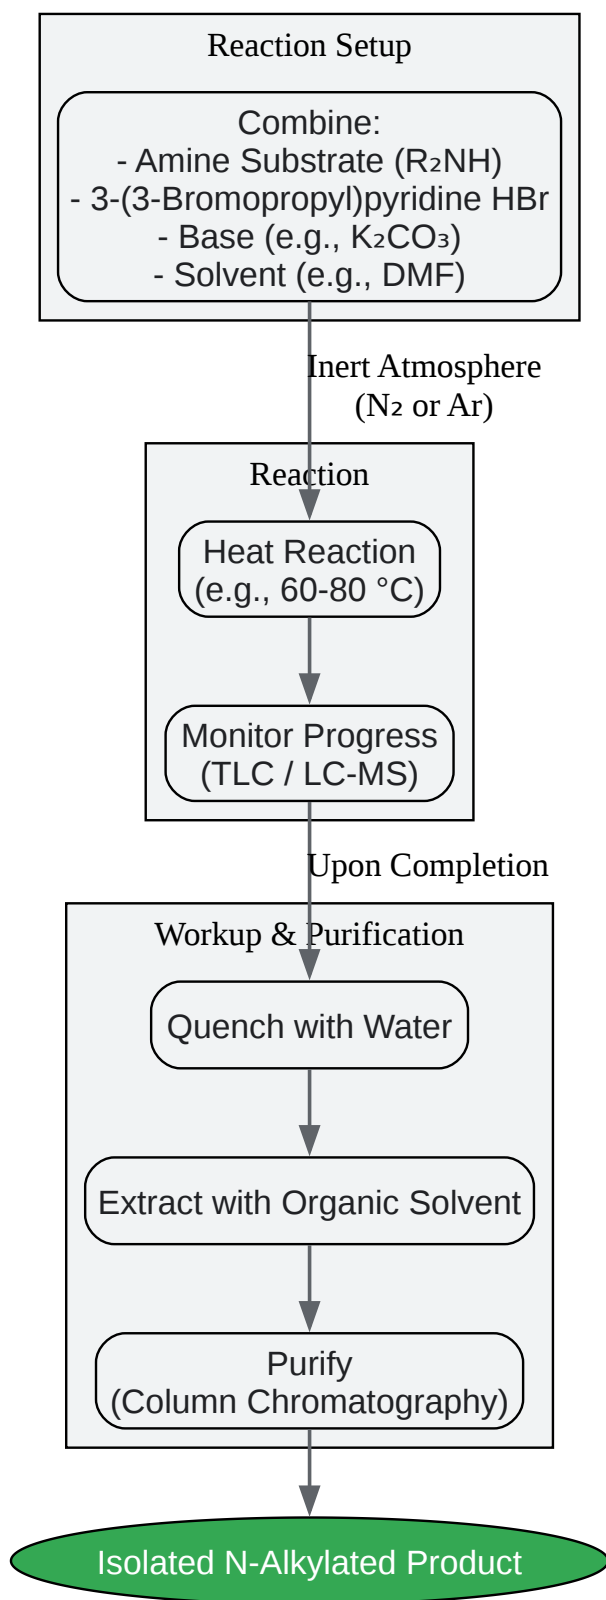 Reaction Setup
Combine:
- Amine Substrate (R₂NH)
- 3-(3-Bromopropyl)pyridine HBr
- Base (e.g., K₂CO₃)
- Solvent (e.g., DMF)
Inert Atmosphere
(N₂ or Ar)
Reaction
Heat Reaction
(e.g., 60-80 °C)
Monitor Progress
(TLC / LC-MS)
Upon Completion
Workup & Purification
Quench with Water
Extract with Organic Solvent
Purify
(Column Chromatography)
Isolated N-Alkylated Product